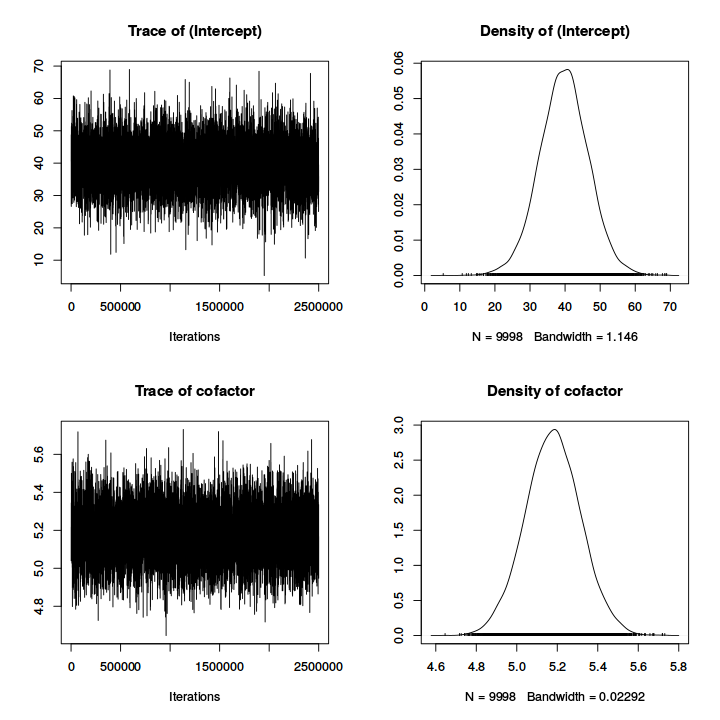 Trace of (Intercept)
70
60
50
40
30
20
10
0 500000 1500000 2500000
Iterations
Density of (Intercept)
0.06
0.05
0.04
0.03
0.02
0.01
0.00
0 10 20 30 40 50 60 70
N = 9998 Bandwidth = 1.146
Trace of cofactor
5.6
5.4
5.2
5.0
4.8
0 500000 1500000 2500000
Iterations
Density of cofactor
3.0
2.5
2.0
1.5
1.0
0.5
0.0
4.6 4.8 5.0 5.2 5.4 5.6 5.8
N = 9998 Bandwidth = 0.02292